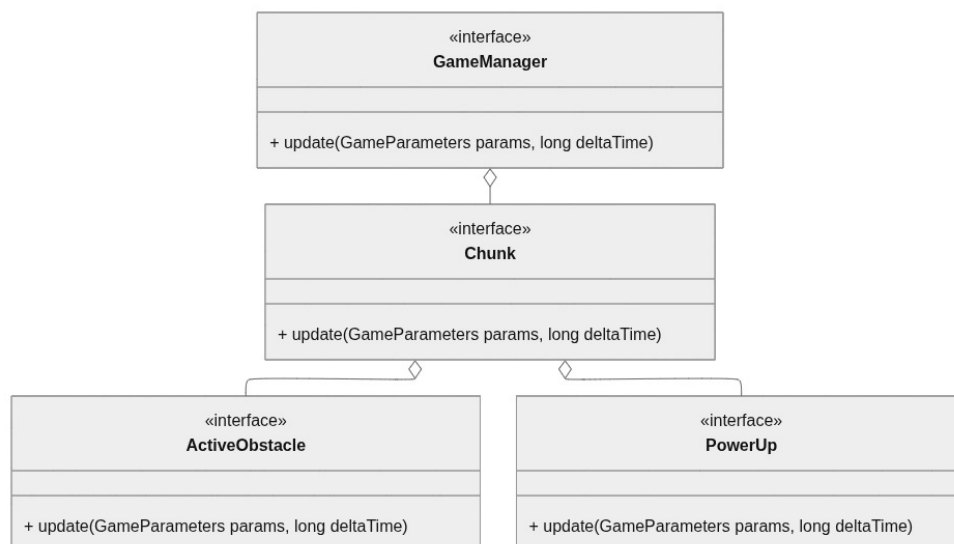 «interface»
GameManager
+ update(GameParameters params, long deltaTime)
«interface»
Chunk
+ update(GameParameters params, long deltaTime)
«interface»
ActiveObstacle
+ update(GameParameters params, long deltaTime)
«interface»
PowerUp
+ update(GameParameters params, long deltaTime)